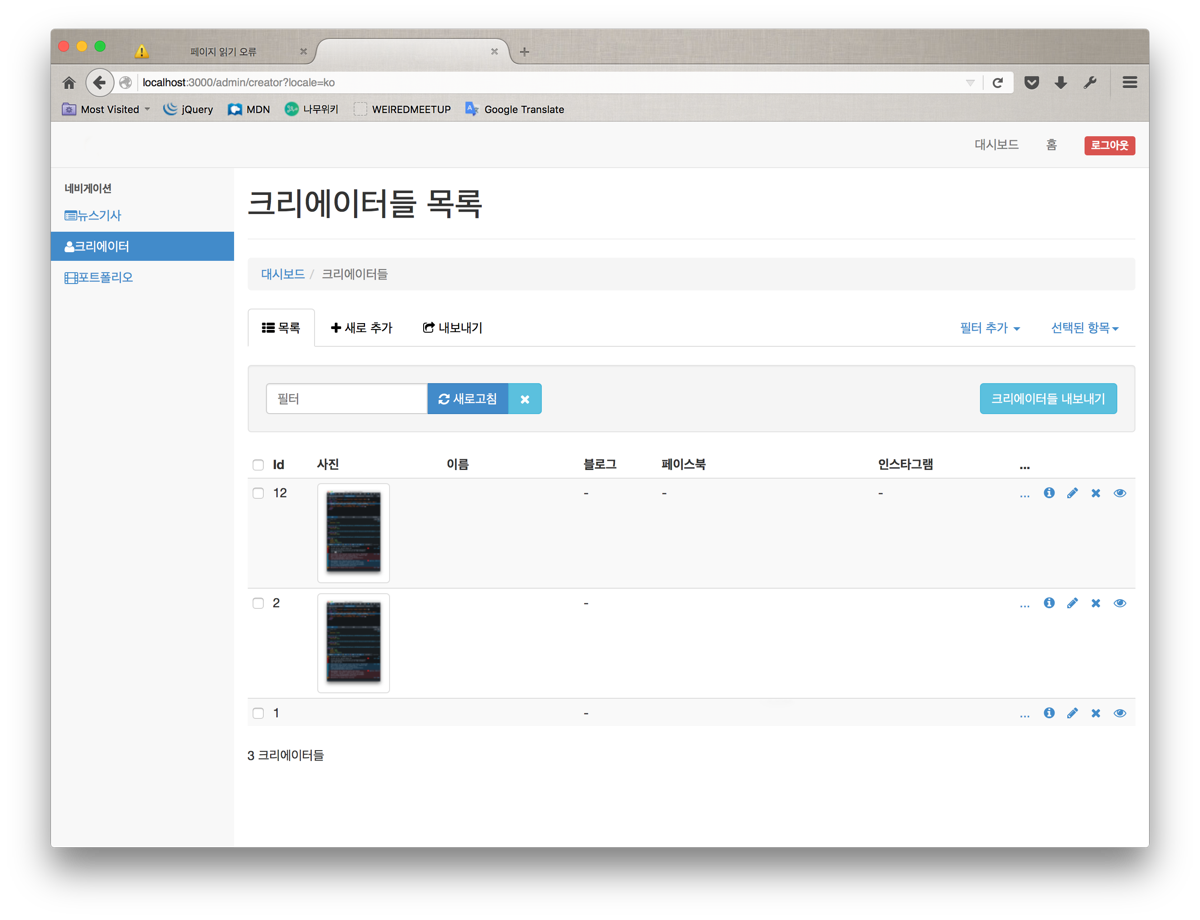 페이지 읽기 오류
localhost:3000/admin/creator?locale=ko
Most Visited jQuery MDN 나무위키 WEIREDMEETUP Google Translate
대시보드 홈 로그아웃
네비게이션
뉴스기사
크리에이터
포트폴리오
크리에이터들 목록
대시보드 / 크리에이터들
목록 새로 추가 내보내기 필터 추가 선택된 항목
필터 새로고침 크리에이터들 내보내기
Id 사진 이름 블로그 페이스북 인스타그램 ...
12 - - - ...
2 - ...
1 - ...
3 크리에이터들